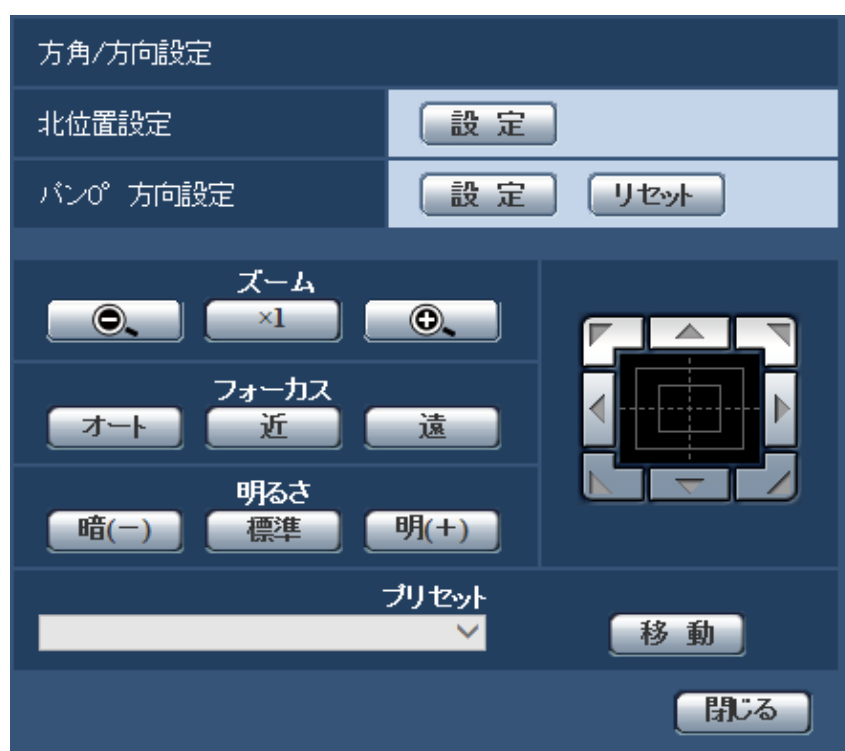 方角/方向設定
北位置設定
設 定
パン0° 方向設定
設 定
リセット
ズーム
×1
フォーカス
オート
近
遠
明るさ
暗(－)
標準
明(＋)
プリセット
移 動
閉じる